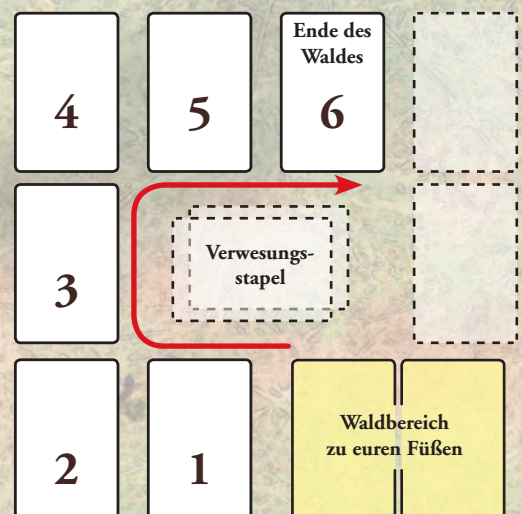 4
5
Ende des
Waldes
6
3
Verwesungs-
stapel
2
1
Waldbereich
zu euren Füßen